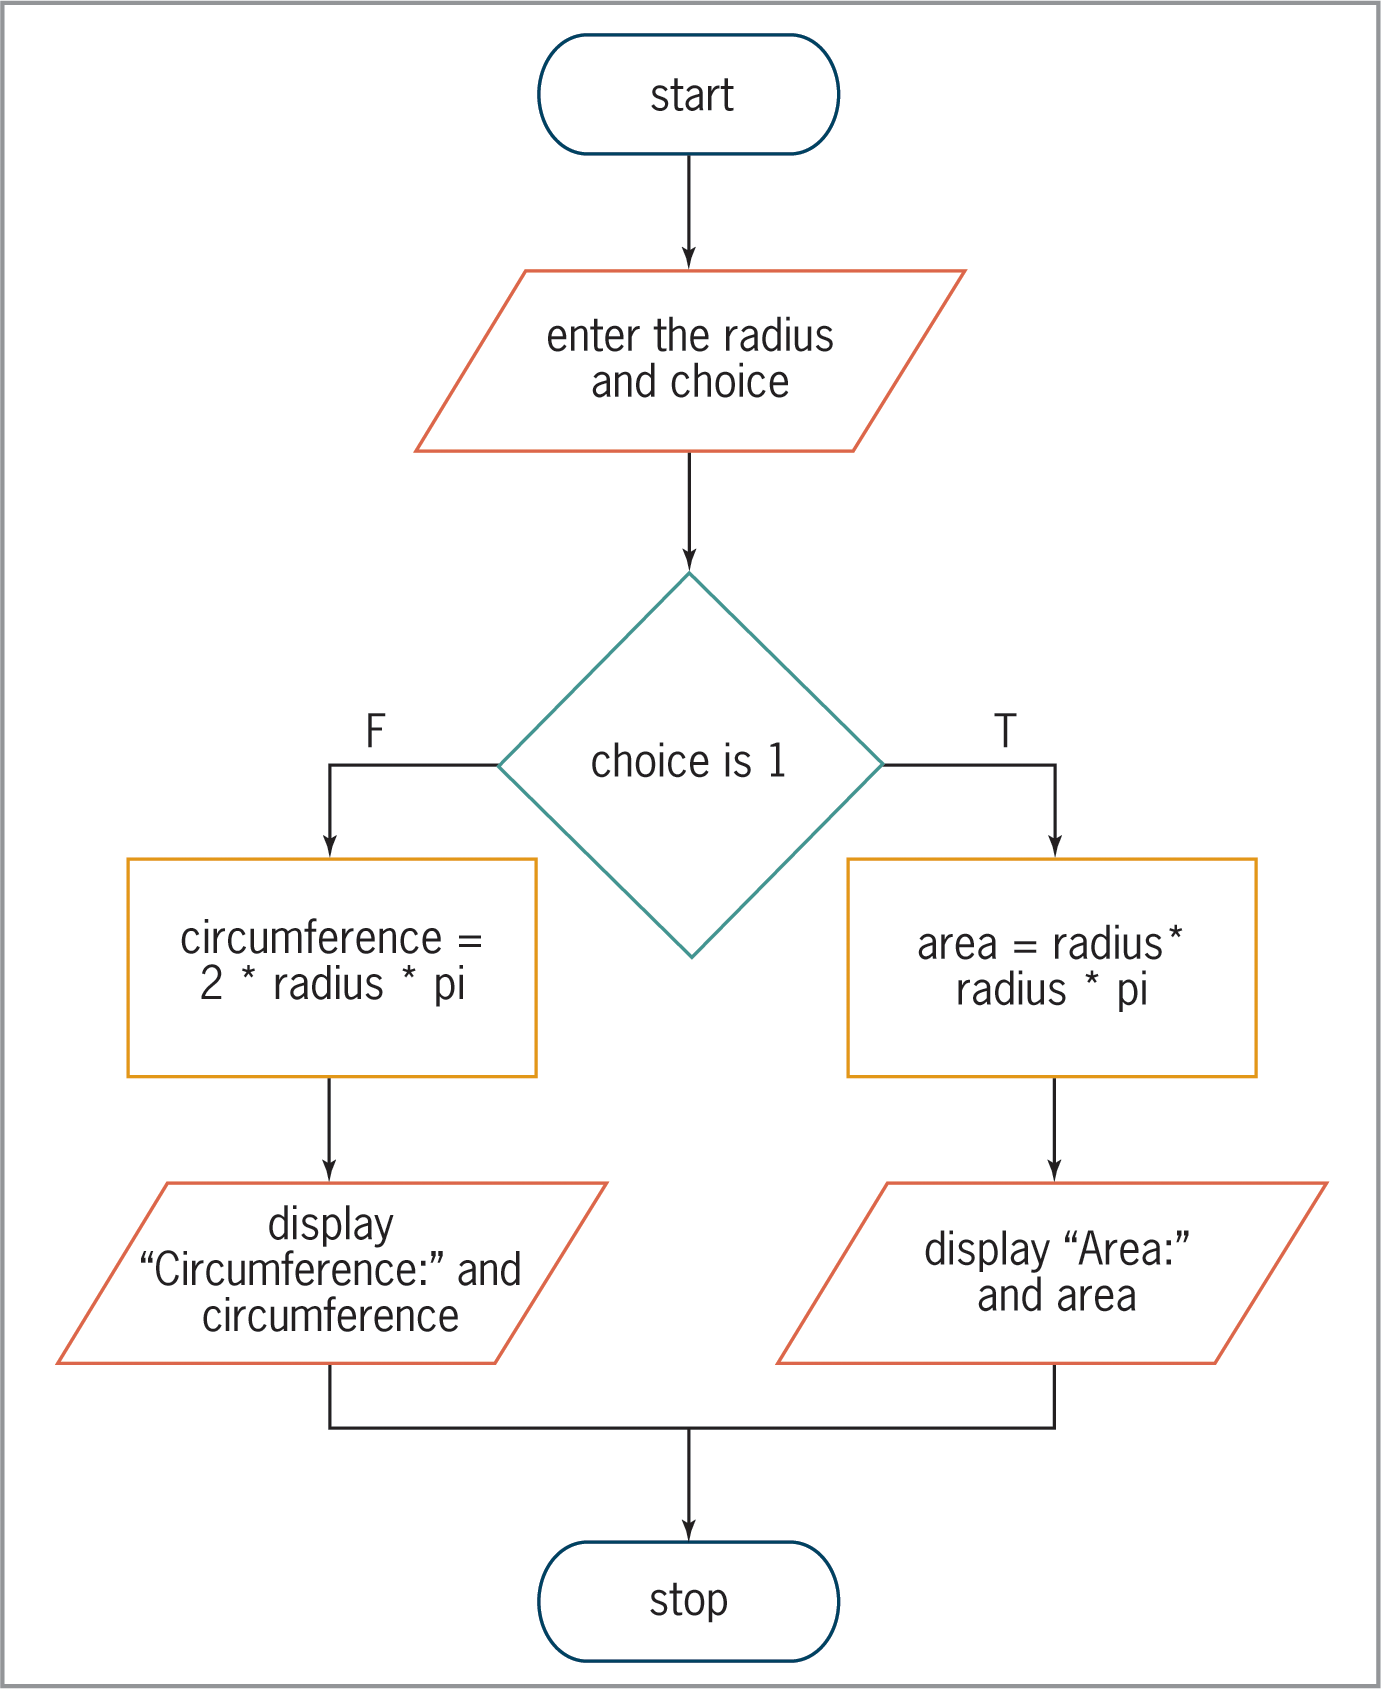 start
enter the radius
and choice
F
T
choice is 1
circumference =
2 * radius * pi
area = radius*
radius * pi
display
“Circumference:” and
circumference
display “Area:”
and area
stop